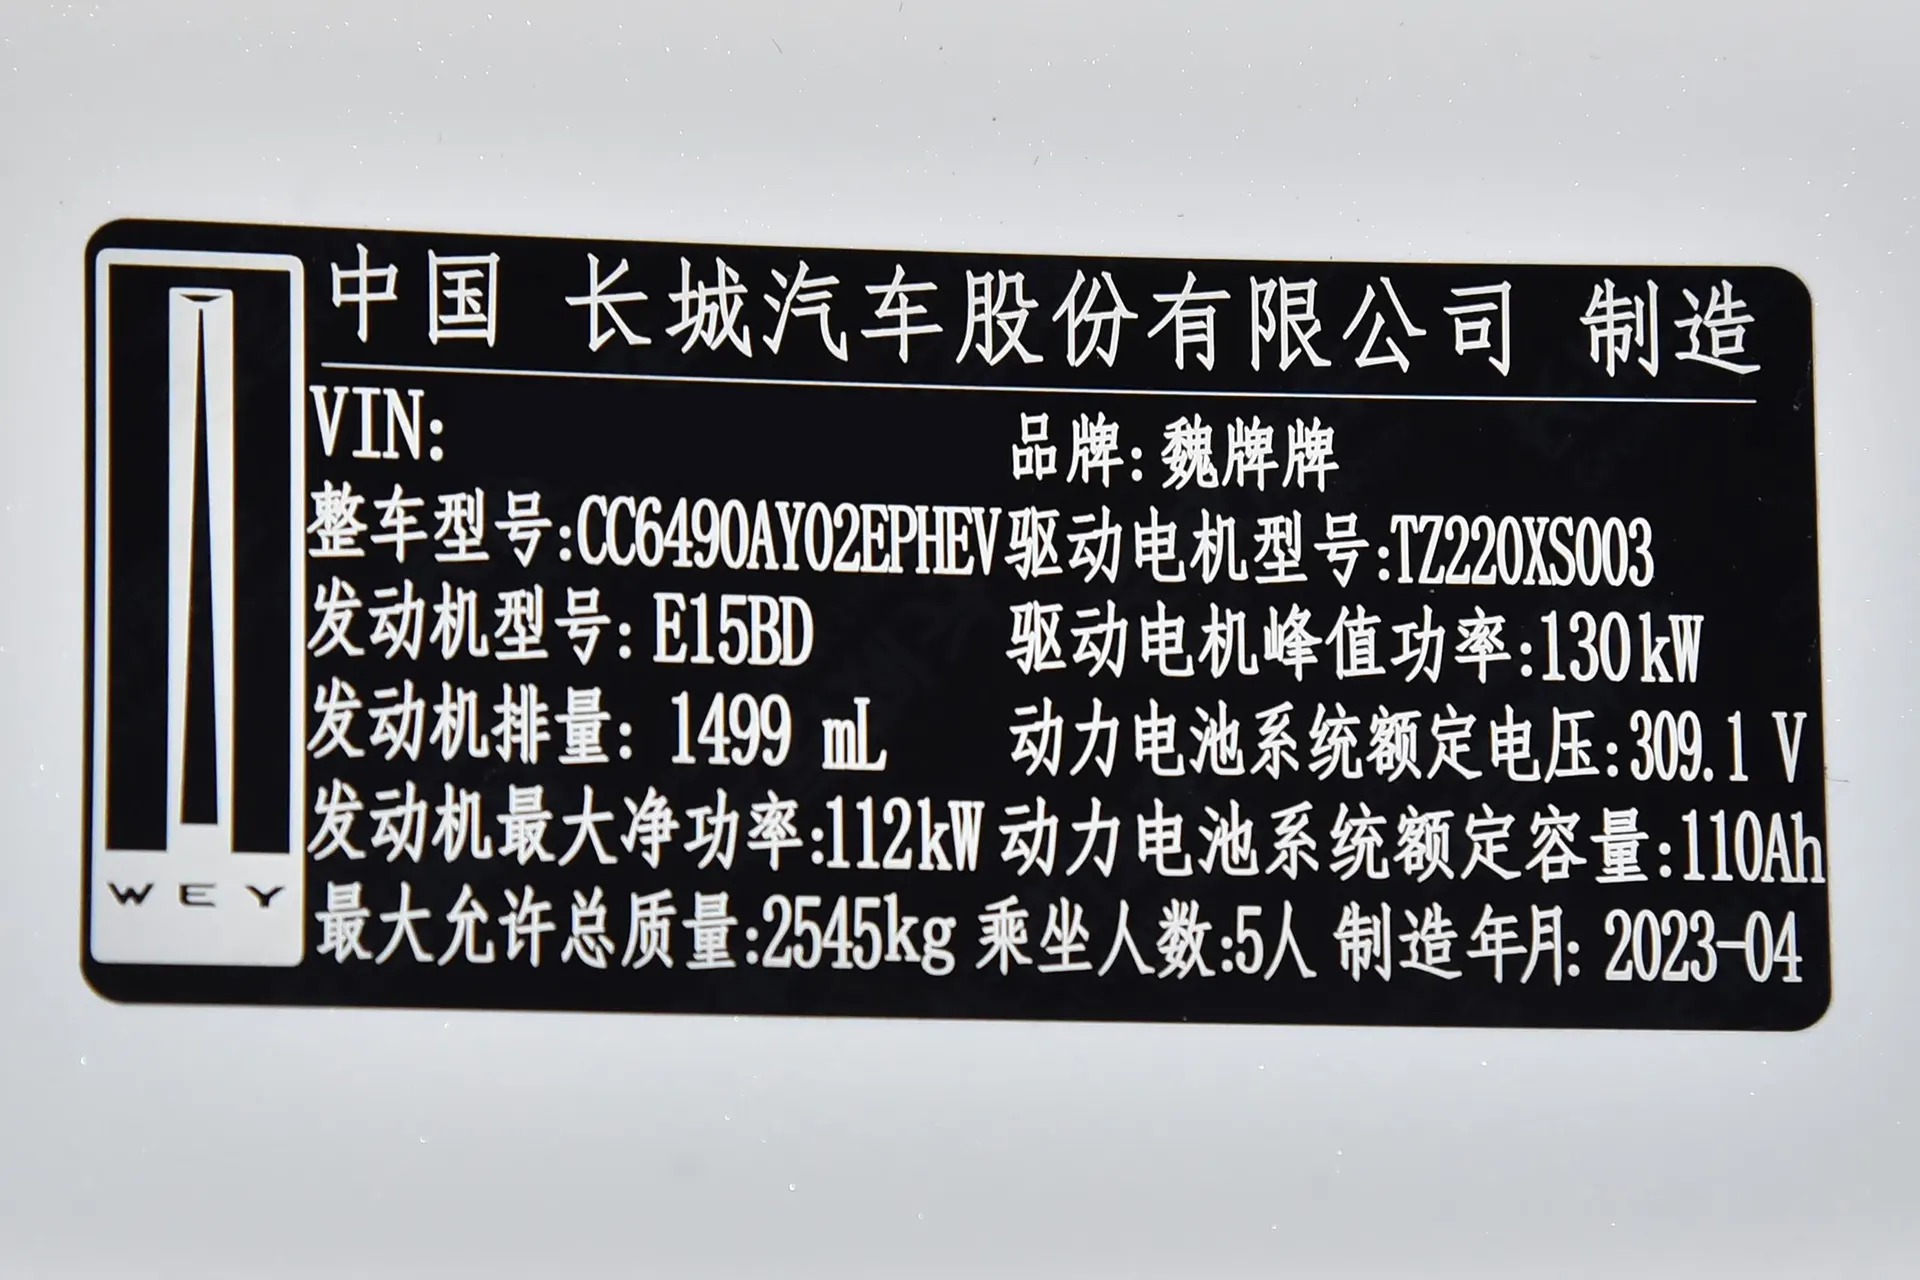 中国 长城汽车股份有限公司 制造
VIN:
品牌: 魏牌牌
整车型号:CC6490AY02EPHEV 驱动电机型号:TZ220XS003
发动机型号: E15BD 驱动电机峰值功率:130kW
发动机排量: 1499 mL 动力电池系统额定电压:309.1 V
发动机最大净功率:112kW 动力电池系统额定容量:110Ah
最大允许总质量:2545kg 乘坐人数:5人 制造年月: 2023-04
WEY